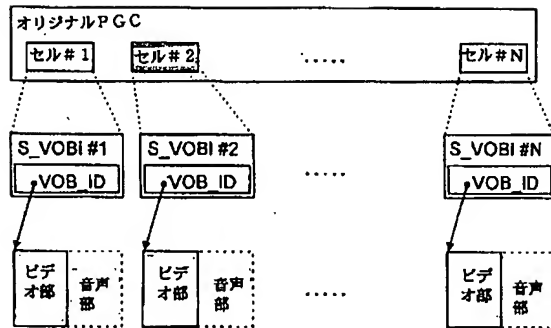 オリジナルPGC
セル#1 セル#2 ..... セル#N
S_VOBI #1 S_VOBI #2 S_VOBI #N
VOB_ID VOB_ID ..... VOB_ID
ビデオ部 音声部 ビデオ部 音声部 ..... ビデオ部 音声部